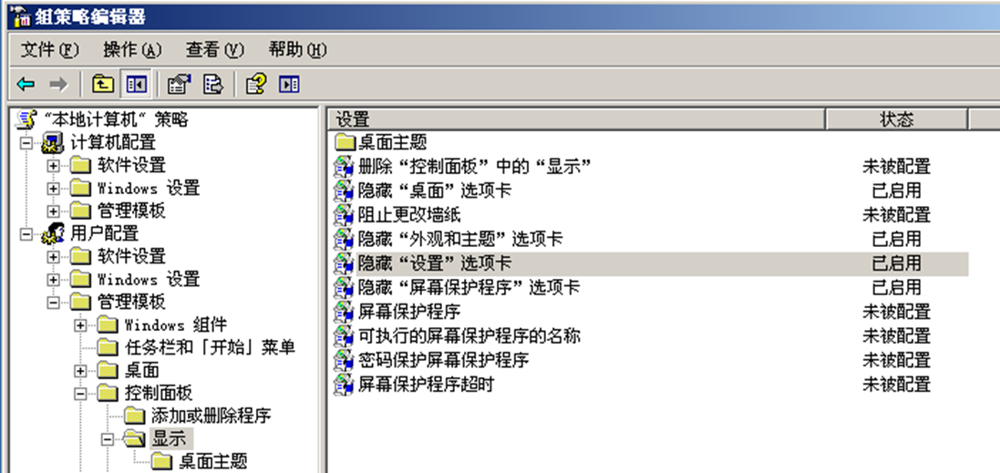 组策略编辑器
文件(F) 操作(A) 查看(V) 帮助(H)
“本地计算机” 策略
计算机配置
软件设置
Windows 设置
管理模板
用户配置
软件设置
Windows 设置
管理模板
Windows 组件
任务栏和「开始」菜单
桌面
控制面板
添加或删除程序
显示
桌面主题
设置 状态
桌面主题
删除“控制面板”中的“显示” 未被配置
隐藏“桌面”选项卡 已启用
阻止更改墙纸 未被配置
隐藏“外观和主题”选项卡 已启用
隐藏“设置”选项卡 已启用
隐藏“屏幕保护程序”选项卡 已启用
屏幕保护程序 未被配置
可执行的屏幕保护程序的名称 未被配置
密码保护屏幕保护程序 未被配置
屏幕保护程序超时 未被配置